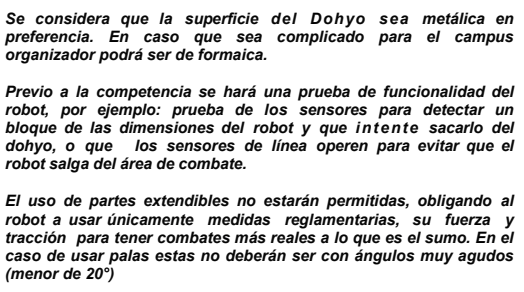 Se considera que la superficie del Dohyo sea metálica en
preferencia. En caso que sea complicado para el campus
organizador podrá ser de formaica.
Previo a la competencia se hará una prueba de funcionalidad del
robot, por ejemplo: prueba de los sensores para detectar un
bloque de las dimensiones del robot y que intente sacarlo del
dohyo, o que los sensores de línea operen para evitar que el
robot salga del área de combate.
El uso de partes extendibles no estarán permitidas, obligando al
robot a usar únicamente medidas reglamentarias, su fuerza y
tracción para tener combates más reales a lo que es el sumo. En el
caso de usar palas estas no deberán ser con ángulos muy agudos
(menor de 20°)